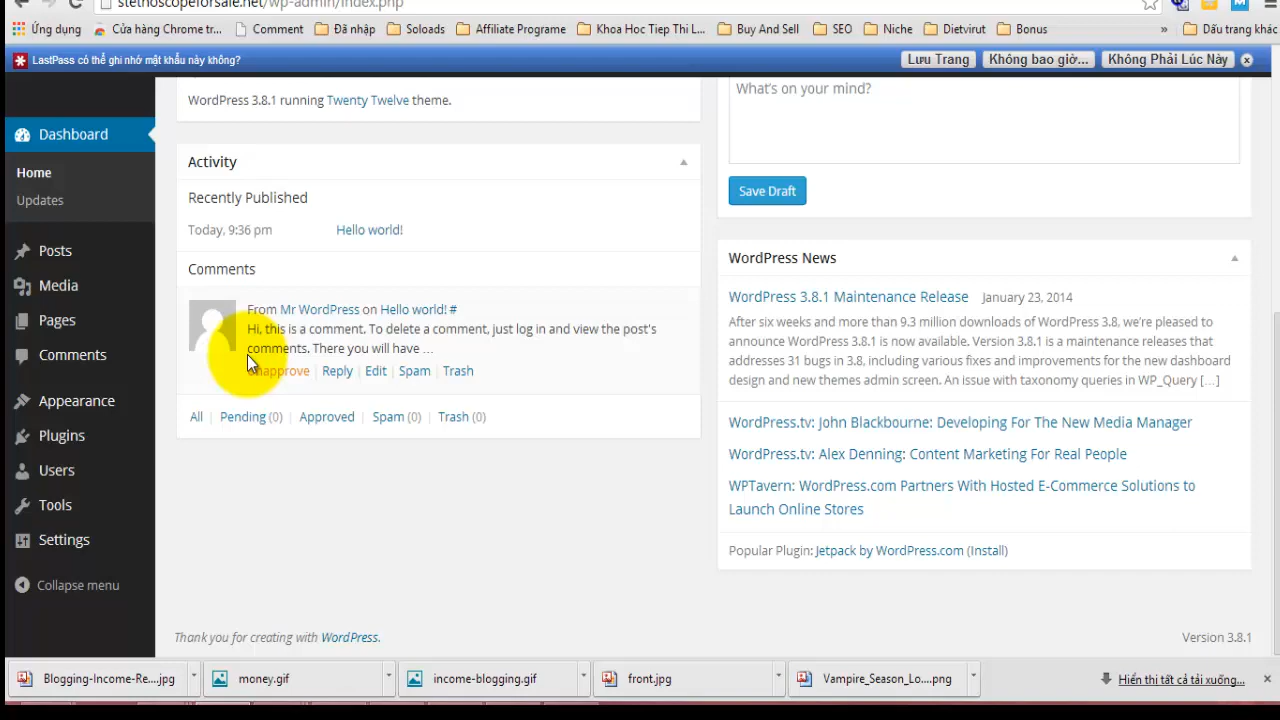 stethoscopeforsale.net/wp-admin/index.php
Ứng dụng Cửa hàng Chrome tr... Comment Đã nhập Soloads Affiliate Programe Khoa Hoc Tiep Thi L... Buy And Sell SEO Niche Dietvirut Bonus » Dấu trang khác
LastPass có thể ghi nhớ mật khẩu này không? Lưu Trang Không bao giờ... Không Phải Lúc Này
WordPress 3.8.1 running Twenty Twelve theme.
What's on your mind?
Save Draft
Dashboard
Home
Updates
Posts
Media
Pages
Comments
Appearance
Plugins
Users
Tools
Settings
Collapse menu
Activity
Recently Published
Today, 9:36 pm Hello world!
Comments
From Mr WordPress on Hello world! #
Hi, this is a comment. To delete a comment, just log in and view the post's
comments. There you will have ...
Unapprove | Reply | Edit | Spam | Trash
All | Pending (0) | Approved | Spam (0) | Trash (0)
WordPress News
WordPress 3.8.1 Maintenance Release January 23, 2014
After six weeks and more than 9.3 million downloads of WordPress 3.8, we're pleased to
announce WordPress 3.8.1 is now available. Version 3.8.1 is a maintenance releases that
addresses 31 bugs in 3.8, including various fixes and improvements for the new dashboard
design and new themes admin screen. An issue with taxonomy queries in WP_Query [...]
WordPress.tv: John Blackbourne: Developing For The New Media Manager
WordPress.tv: Alex Denning: Content Marketing For Real People
WPTavern: WordPress.com Partners With Hosted E-Commerce Solutions to
Launch Online Stores
Popular Plugin: Jetpack by WordPress.com (Install)
Thank you for creating with WordPress.
Version 3.8.1
Blogging-Income-Re....jpg money.gif income-blogging.gif front.jpg Vampire_Season_Lo....png Hiển thị tất cả tải xuống...